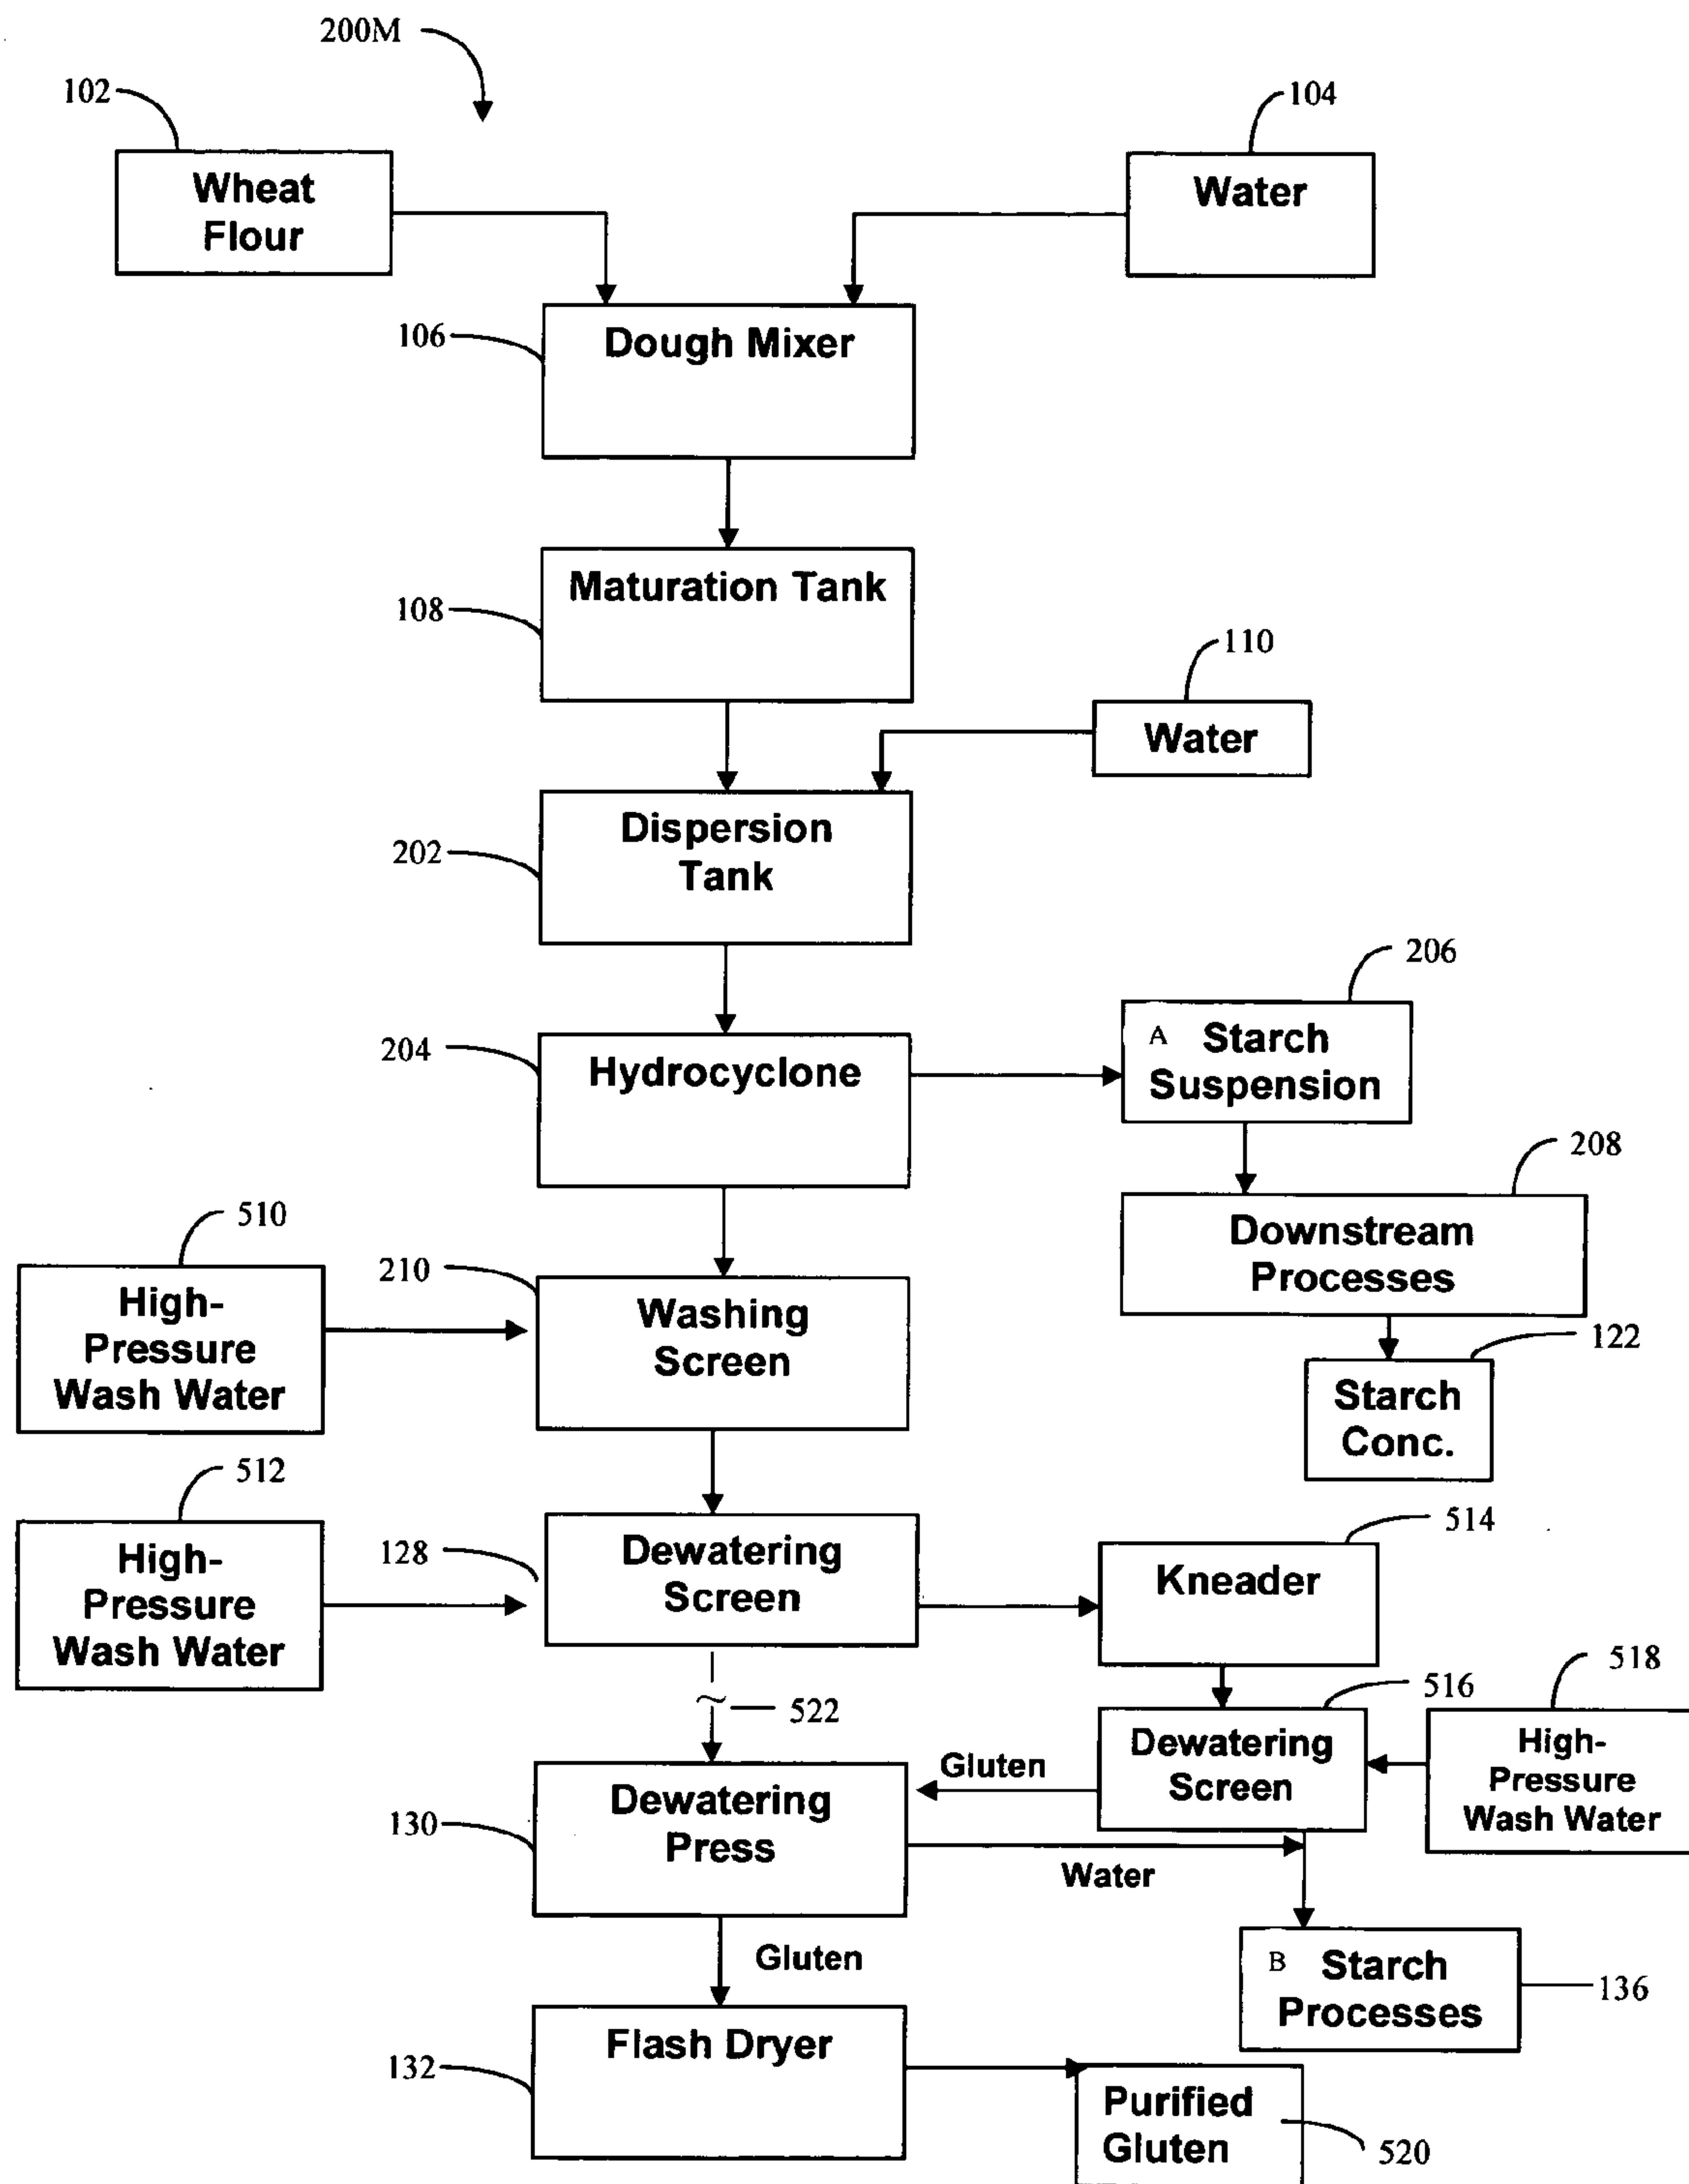 200M
102
104
Wheat
Flour
Water
106
Dough Mixer
108
Maturation Tank
110
Water
202
Dispersion
Tank
206
204
Hydrocyclone
A Starch
Suspension
208
Downstream
Processes
510
210
High-
Pressure
Wash Water
Washing
Screen
122
Starch
Conc.
512
High-
Pressure
Wash Water
128
Dewatering
Screen
514
Kneader
518
516
522
Dewatering
Screen
High-
Pressure
Wash Water
Gluten
130
Dewatering
Press
Water
Gluten
B Starch
Processes
136
132
Flash Dryer
Purified
Gluten
520